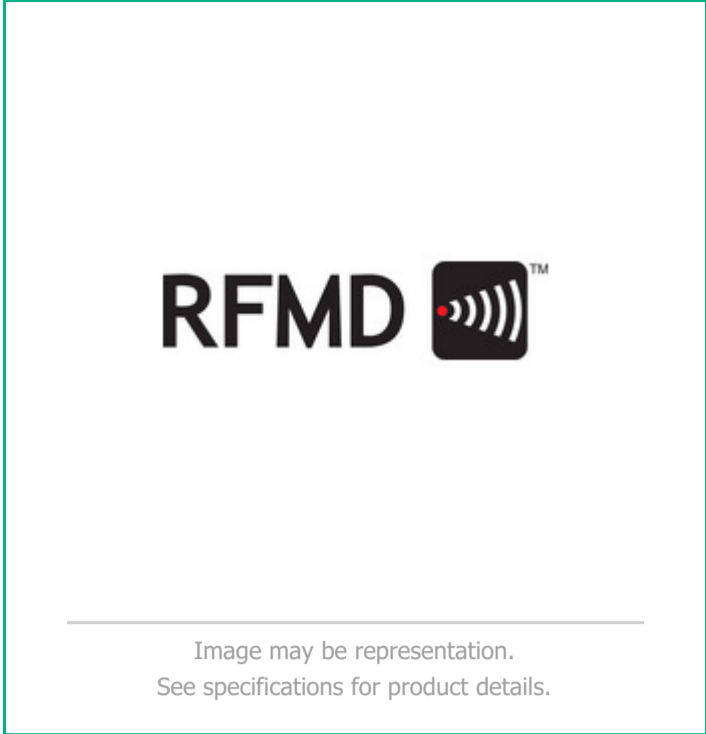 RFMD ™
Image may be representation.
See specifications for product details.